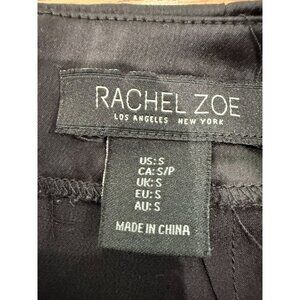 RACHEL ZOE
LOS ANGELES NEW YORK
US: S
CA: S/P
UK: S
EU: S
AU: S
MADE IN CHINA